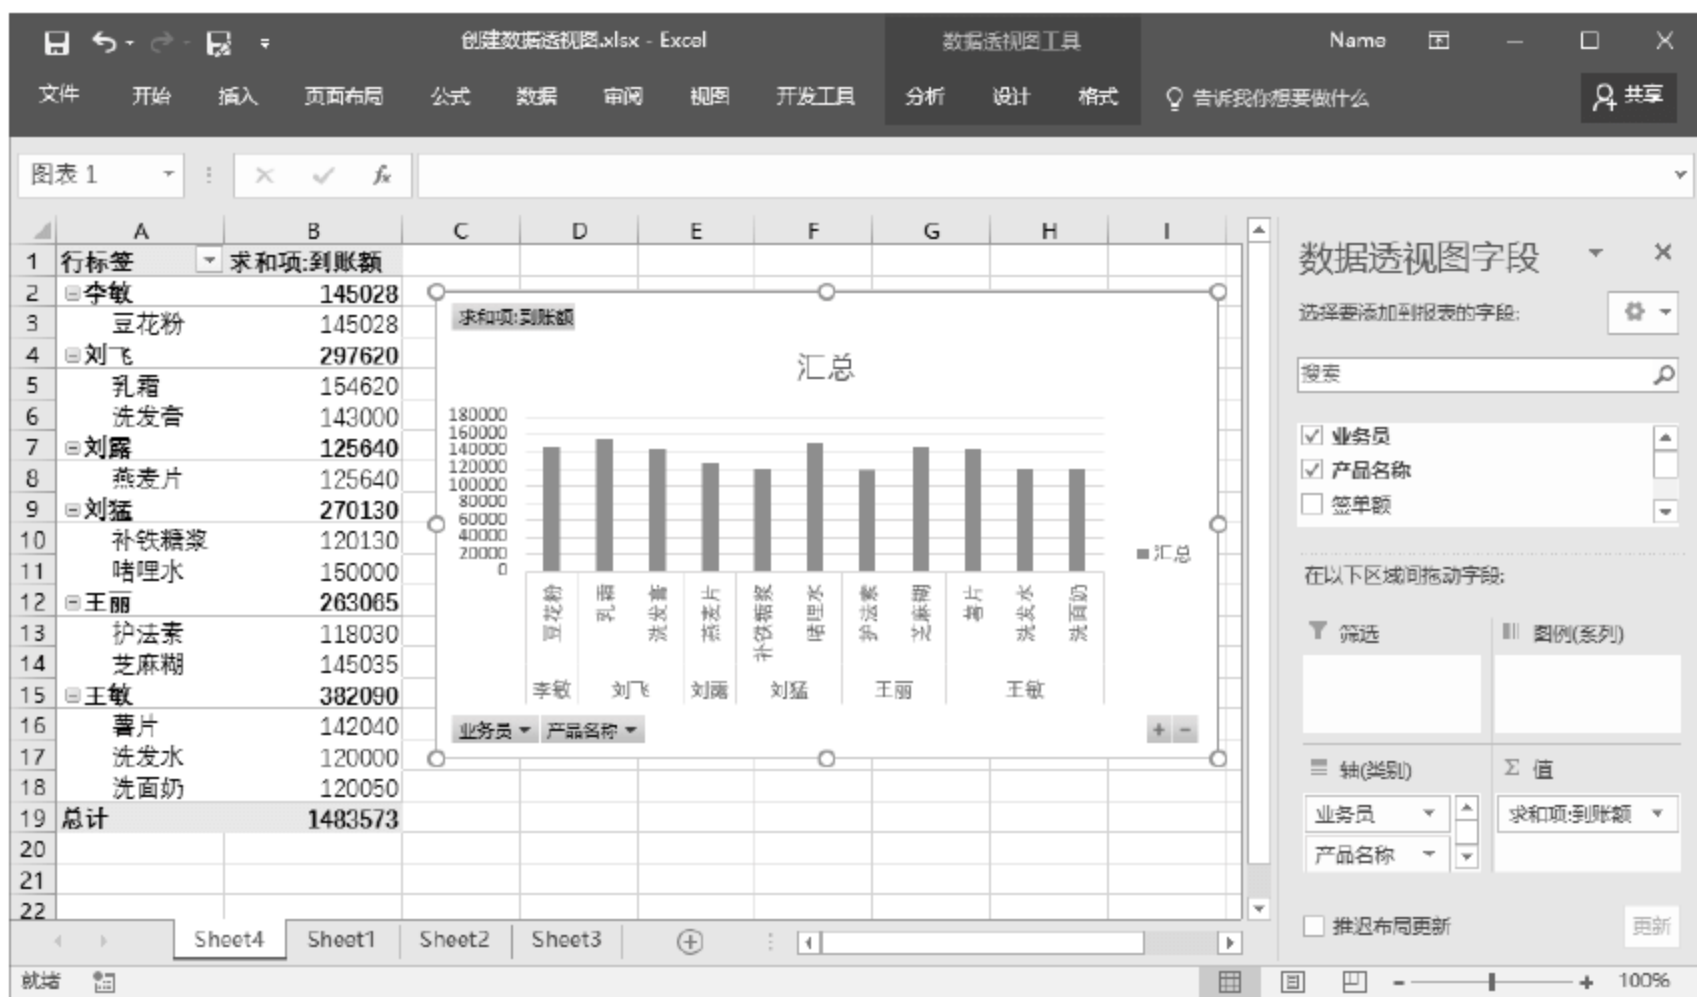 创建数据透视图.xlsx - Excel 数据透视图工具 Name
文件 开始 插入 页面布局 公式 数据 审阅 视图 开发工具 分析 设计 格式 告诉我你想要做什么 共享
图表 1 fx
A B C D E F G H I
1 行标签 求和项:到账额
2 李敏 145028
3 豆花粉 145028
4 刘飞 297620
5 乳霜 154620
6 洗发膏 143000
7 刘露 125640
8 燕麦片 125640
9 刘猛 270130
10 补铁糖浆 120130
11 啫哩水 150000
12 王丽 263065
13 护法素 118030
14 芝麻糊 145035
15 王敏 382090
16 薯片 142040
17 洗发水 120000
18 洗面奶 120050
19 总计 1483573
20
21
22
求和项:到账额
汇总
180000
160000
140000
120000
100000
80000
60000
40000
20000
0
豆花粉 乳霜 洗发膏 燕麦片 补铁糖浆 啫哩水 护法素 芝麻糊 薯片 洗发水 洗面奶
李敏 刘飞 刘露 刘猛 王丽 王敏
汇总
业务员 产品名称
+ −
数据透视图字段
选择要添加到报表的字段:
搜索
业务员
产品名称
签单额
在以下区域间拖动字段:
筛选 图例(系列)
轴(类别) Σ 值
业务员 求和项:到账额
产品名称
推迟布局更新 更新
Sheet4 Sheet1 Sheet2 Sheet3
就绪 100%